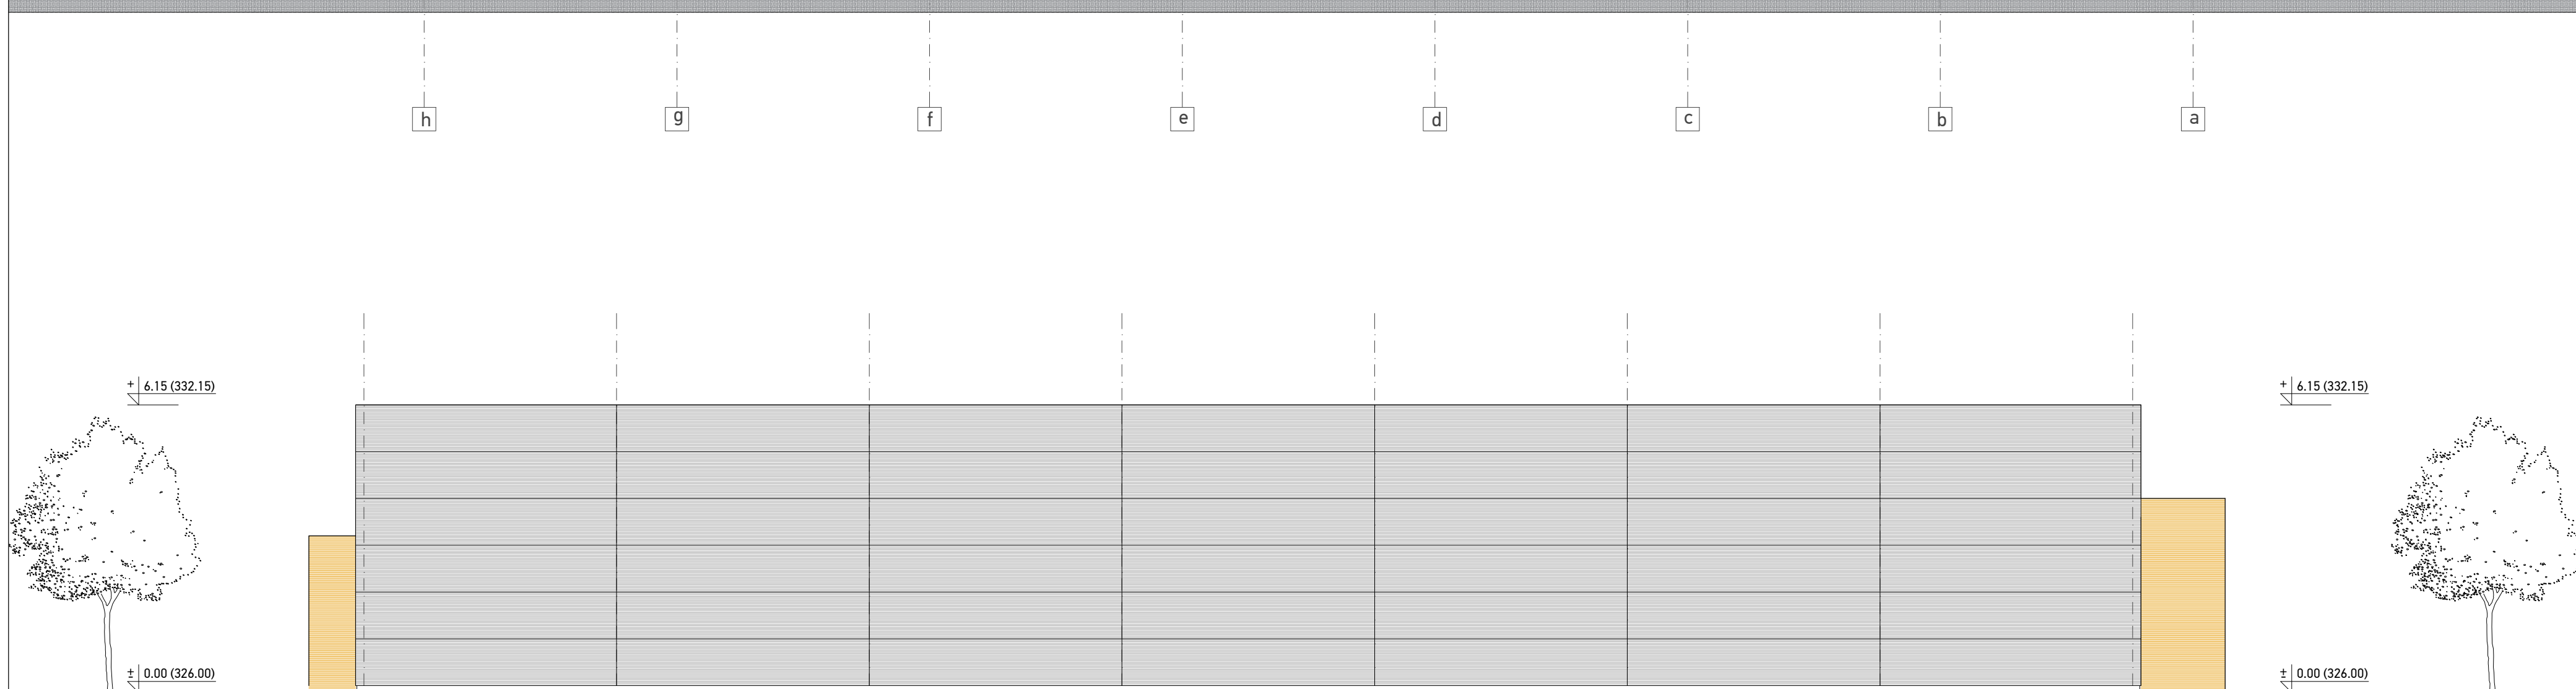 h g f e d c b a
+ 6.15 (332.15) + 6.15 (332.15)
± 0.00 (326.00) ± 0.00 (326.00)